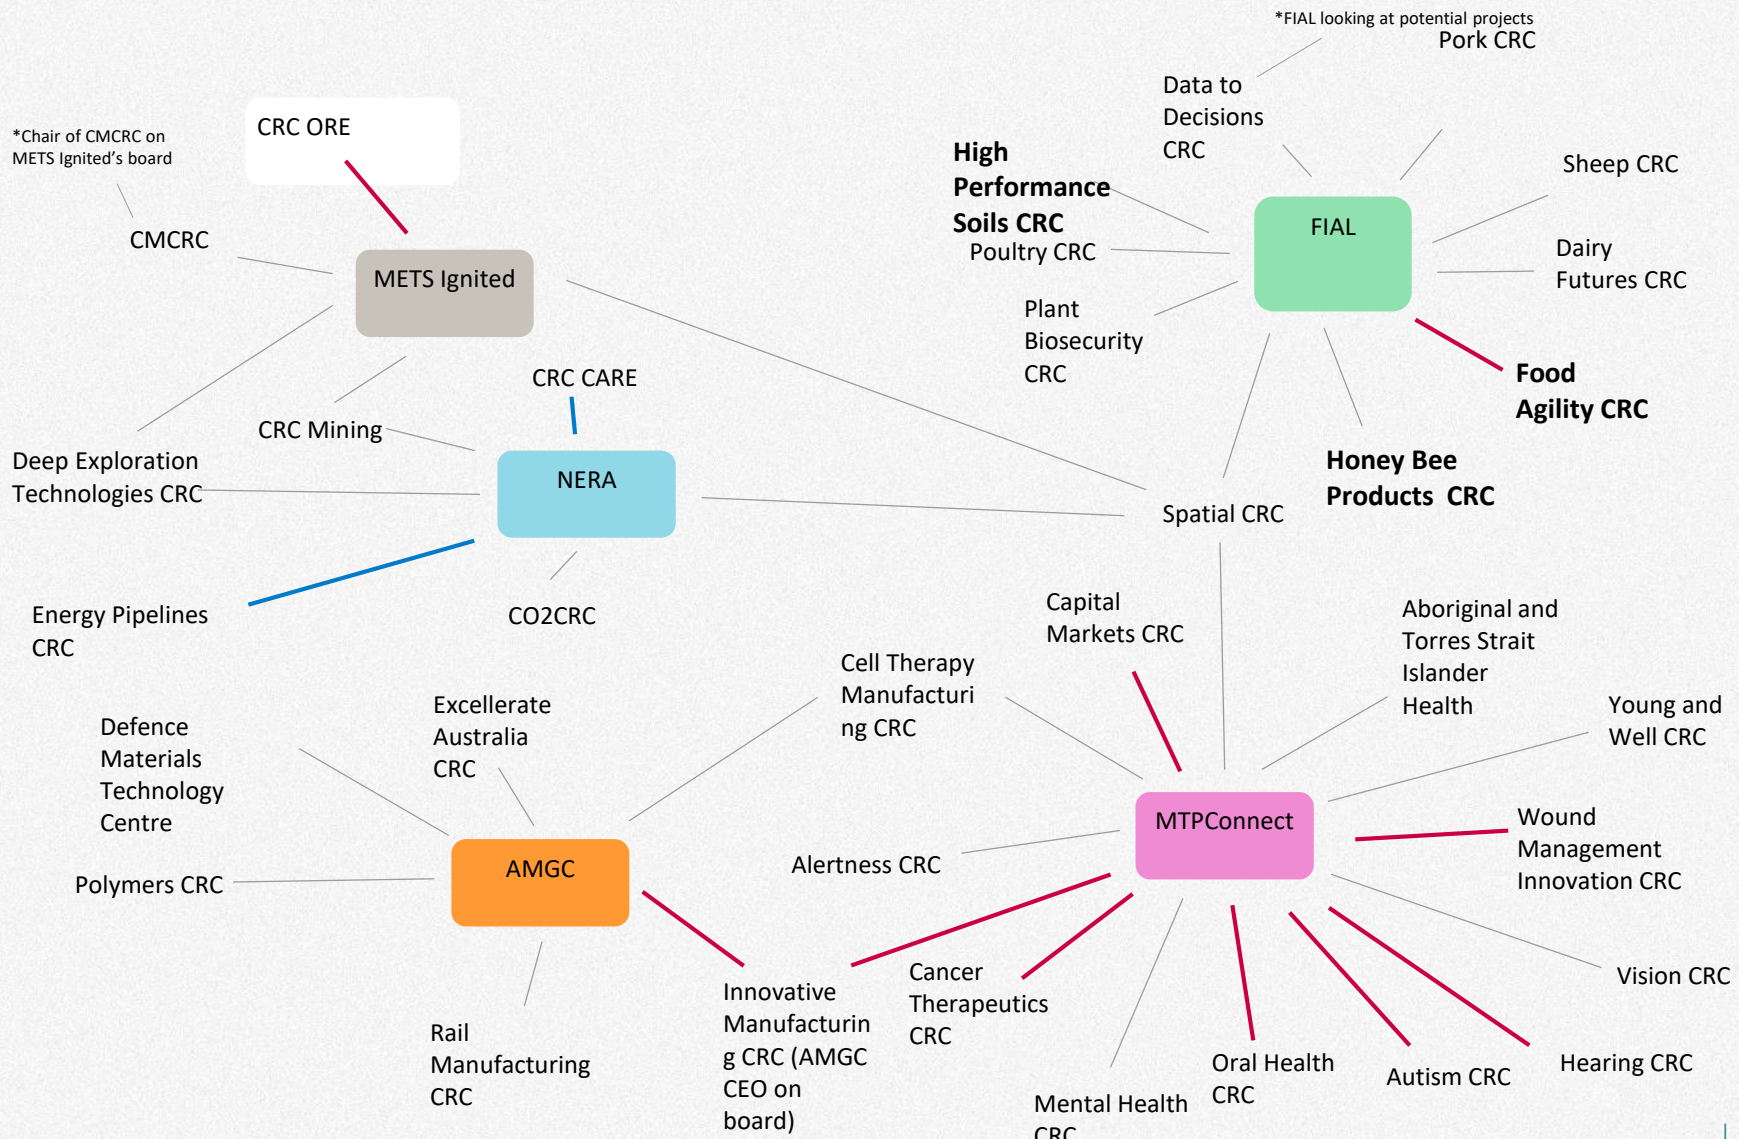 *FIAL looking at potential projects
Pork CRC
Data to
Decisions
CRC
*Chair of CMCRC on
METS Ignited’s board
CRC ORE
High
Performance
Soils CRC
Sheep CRC
CMCRC
Poultry CRC
FIAL
Dairy
Futures CRC
METS Ignited
Plant
Biosecurity
CRC
CRC CARE
Food
Agility CRC
CRC Mining
Deep Exploration
Technologies CRC
NERA
Honey Bee
Products CRC
Spatial CRC
Energy Pipelines
CRC
CO2CRC
Capital
Markets CRC
Aboriginal and
Torres Strait
Islander
Health
Cell Therapy
Manufacturi
ng CRC
Excellerate
Australia
CRC
Defence
Materials
Technology
Centre
Young and
Well CRC
MTPConnect
Wound
Management
Innovation CRC
Alertness CRC
AMGC
Polymers CRC
Vision CRC
Cancer
Therapeutics
CRC
Innovative
Manufacturin
g CRC (AMGC
CEO on
board)
Rail
Manufacturing
CRC
Oral Health
CRC
Autism CRC
Hearing CRC
Mental Health
CRC